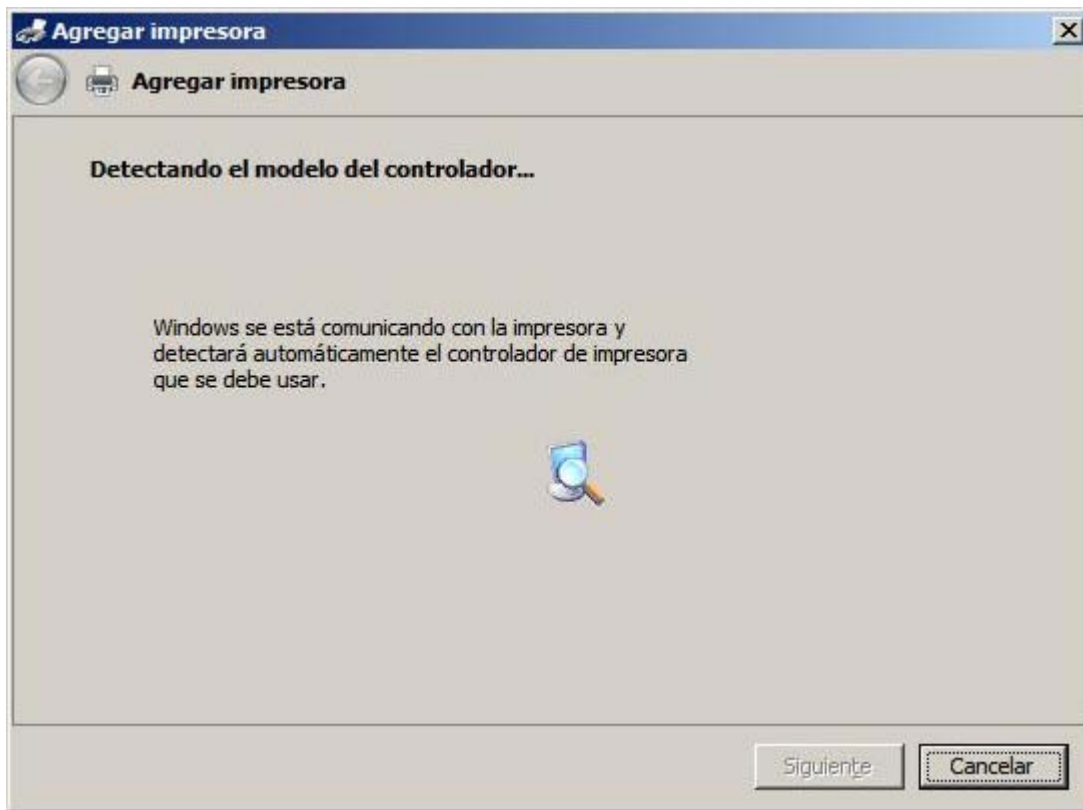 Agregar impresora
Agregar impresora
Detectando el modelo del controlador...
Windows se está comunicando con la impresora y
detectará automáticamente el controlador de impresora
que se debe usar.
Siguiente
Cancelar